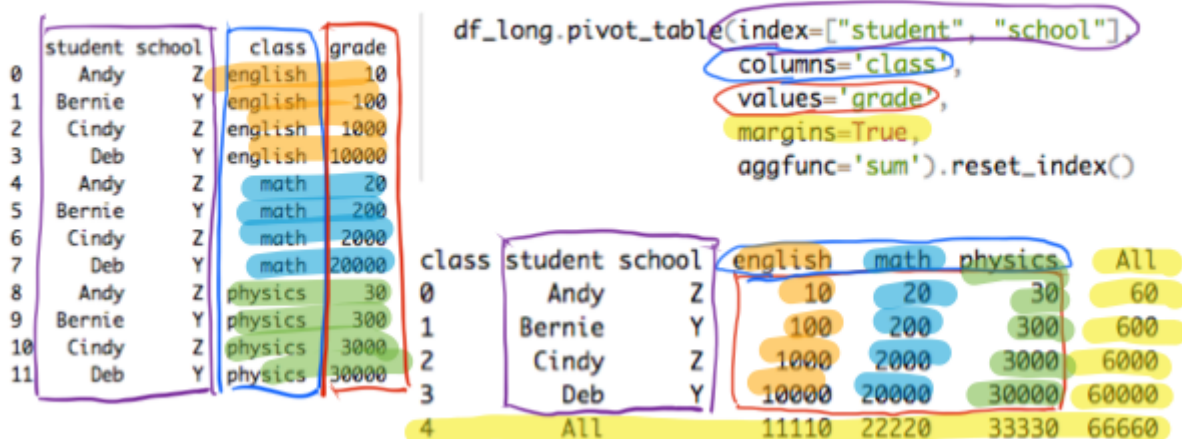 student school class grade
0 Andy Z english 10
1 Bernie Y english 100
2 Cindy Z english 1000
3 Deb Y english 10000
4 Andy Z math 20
5 Bernie Y math 200
6 Cindy Z math 2000
7 Deb Y math 20000
8 Andy Z physics 30
9 Bernie Y physics 300
10 Cindy Z physics 3000
11 Deb Y physics 30000
df_long.pivot_table(index=["student", "school"],
columns='class',
values='grade',
margins=True,
aggfunc='sum').reset_index()
class student school english math physics All
0 Andy Z 10 20 30 60
1 Bernie Y 100 200 300 600
2 Cindy Z 1000 2000 3000 6000
3 Deb Y 10000 20000 30000 60000
4 All 11110 22220 33330 66660